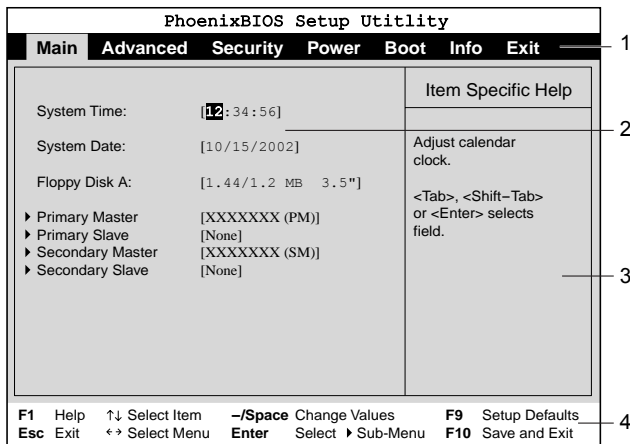 PhoenixBIOS Setup Utitlity
Main Advanced Security Power Boot Info Exit
1
Item Specific Help
System Time: [12:34:56]
2
System Date: [10/15/2002]
Adjust calendar
clock.
Floppy Disk A: [1.44/1.2 MB 3.5"]
<Tab>, <Shift-Tab>
or <Enter> selects
field.
Primary Master [XXXXXXX (PM)]
Primary Slave [None]
Secondary Master [XXXXXXX (SM)]
Secondary Slave [None]
3
F1 Help ↑↓ Select Item –/Space Change Values F9 Setup Defaults
4
Esc Exit ←→ Select Menu Enter Select ▶ Sub-Menu F10 Save and Exit